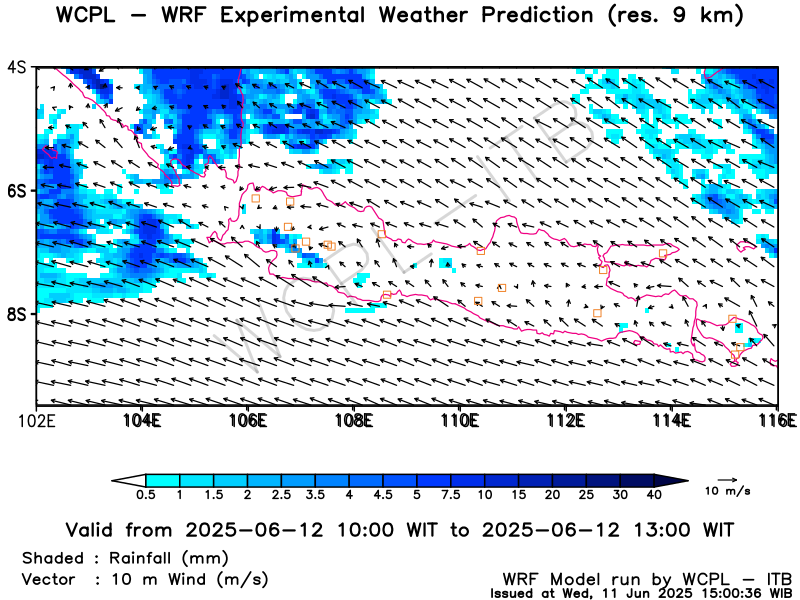 WCPL – WRF Experimental Weather Prediction (res. 9 km)
4S
6S
8S
WCPL-ITB
102E 104E 106E 108E 110E 112E 114E 116E
0.5 1 1.5 2 2.5 3.5 4 4.5 5 7.5 10 15 20 25 30 40
10 m/s
Valid from 2025-06-12 10:00 WIT to 2025-06-12 13:00 WIT
Shaded : Rainfall (mm)
Vector : 10 m Wind (m/s)
WRF Model run by WCPL – ITB
Issued at Wed, 11 Jun 2025 15:00:36 WIB